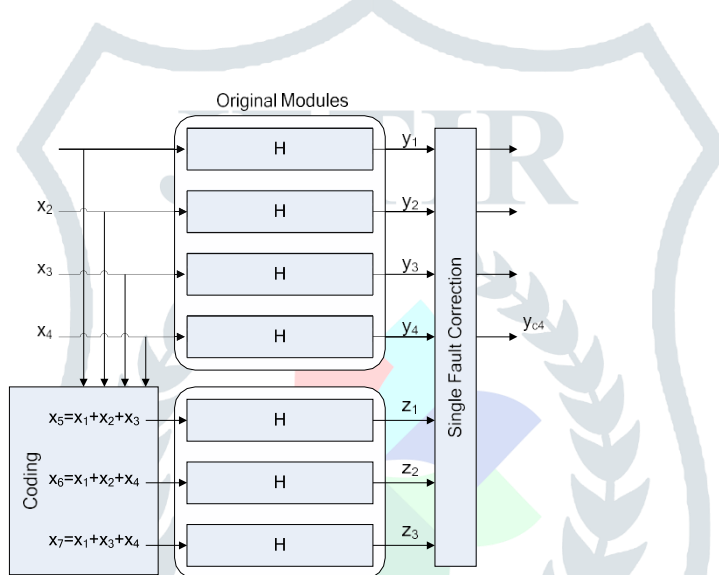 JETIR
Original Modules
H
y1
x2
H
y2
x3
H
y3
x4
H
y4
yc4
Single Fault Correction
Coding
x5=x1+x2+x3
H
z1
x6=x1+x2+x4
H
z2
x7=x1+x3+x4
H
z3